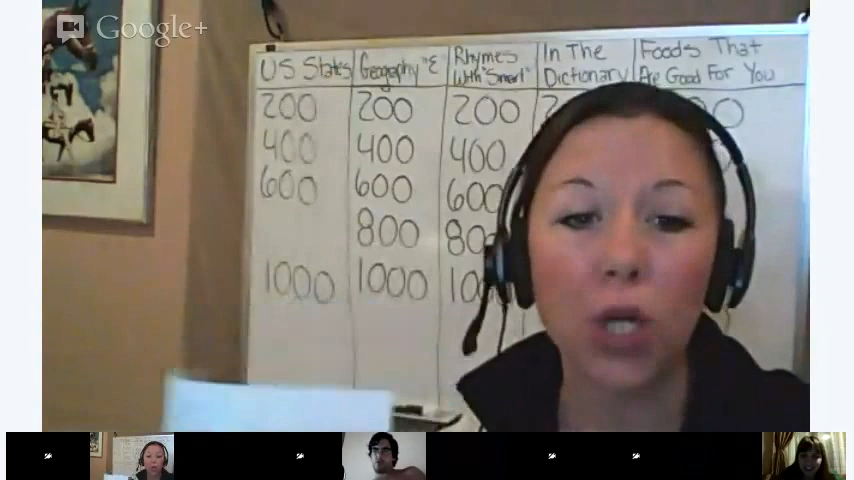 Google+
US States Geography "E Rhymes With "Smart" In The Dictionary Foods That Are Good For You
200 200 200
400 400 400
600 600 600
800
1000 1000